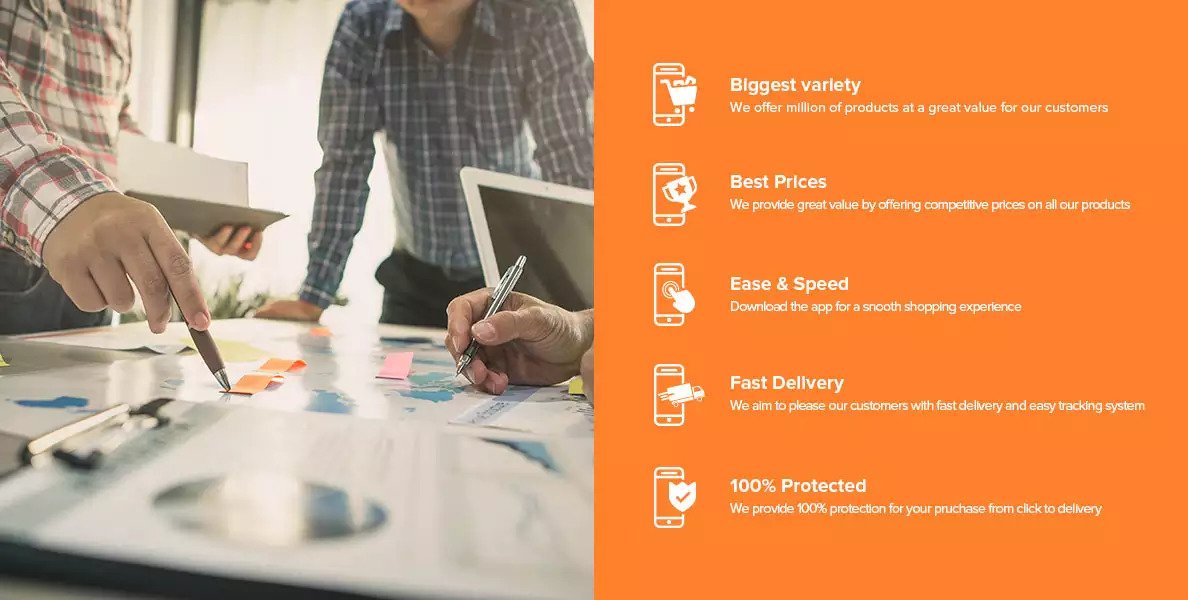 Biggest variety
We offer million of products at a great value for our customers
Best Prices
We provide great value by offering competitive prices on all our products
Ease & Speed
Download the app for a snooth shopping experience
Fast Delivery
We aim to please our customers with fast delivery and easy tracking system
100% Protected
We provide 100% protection for your pruchase from click to delivery